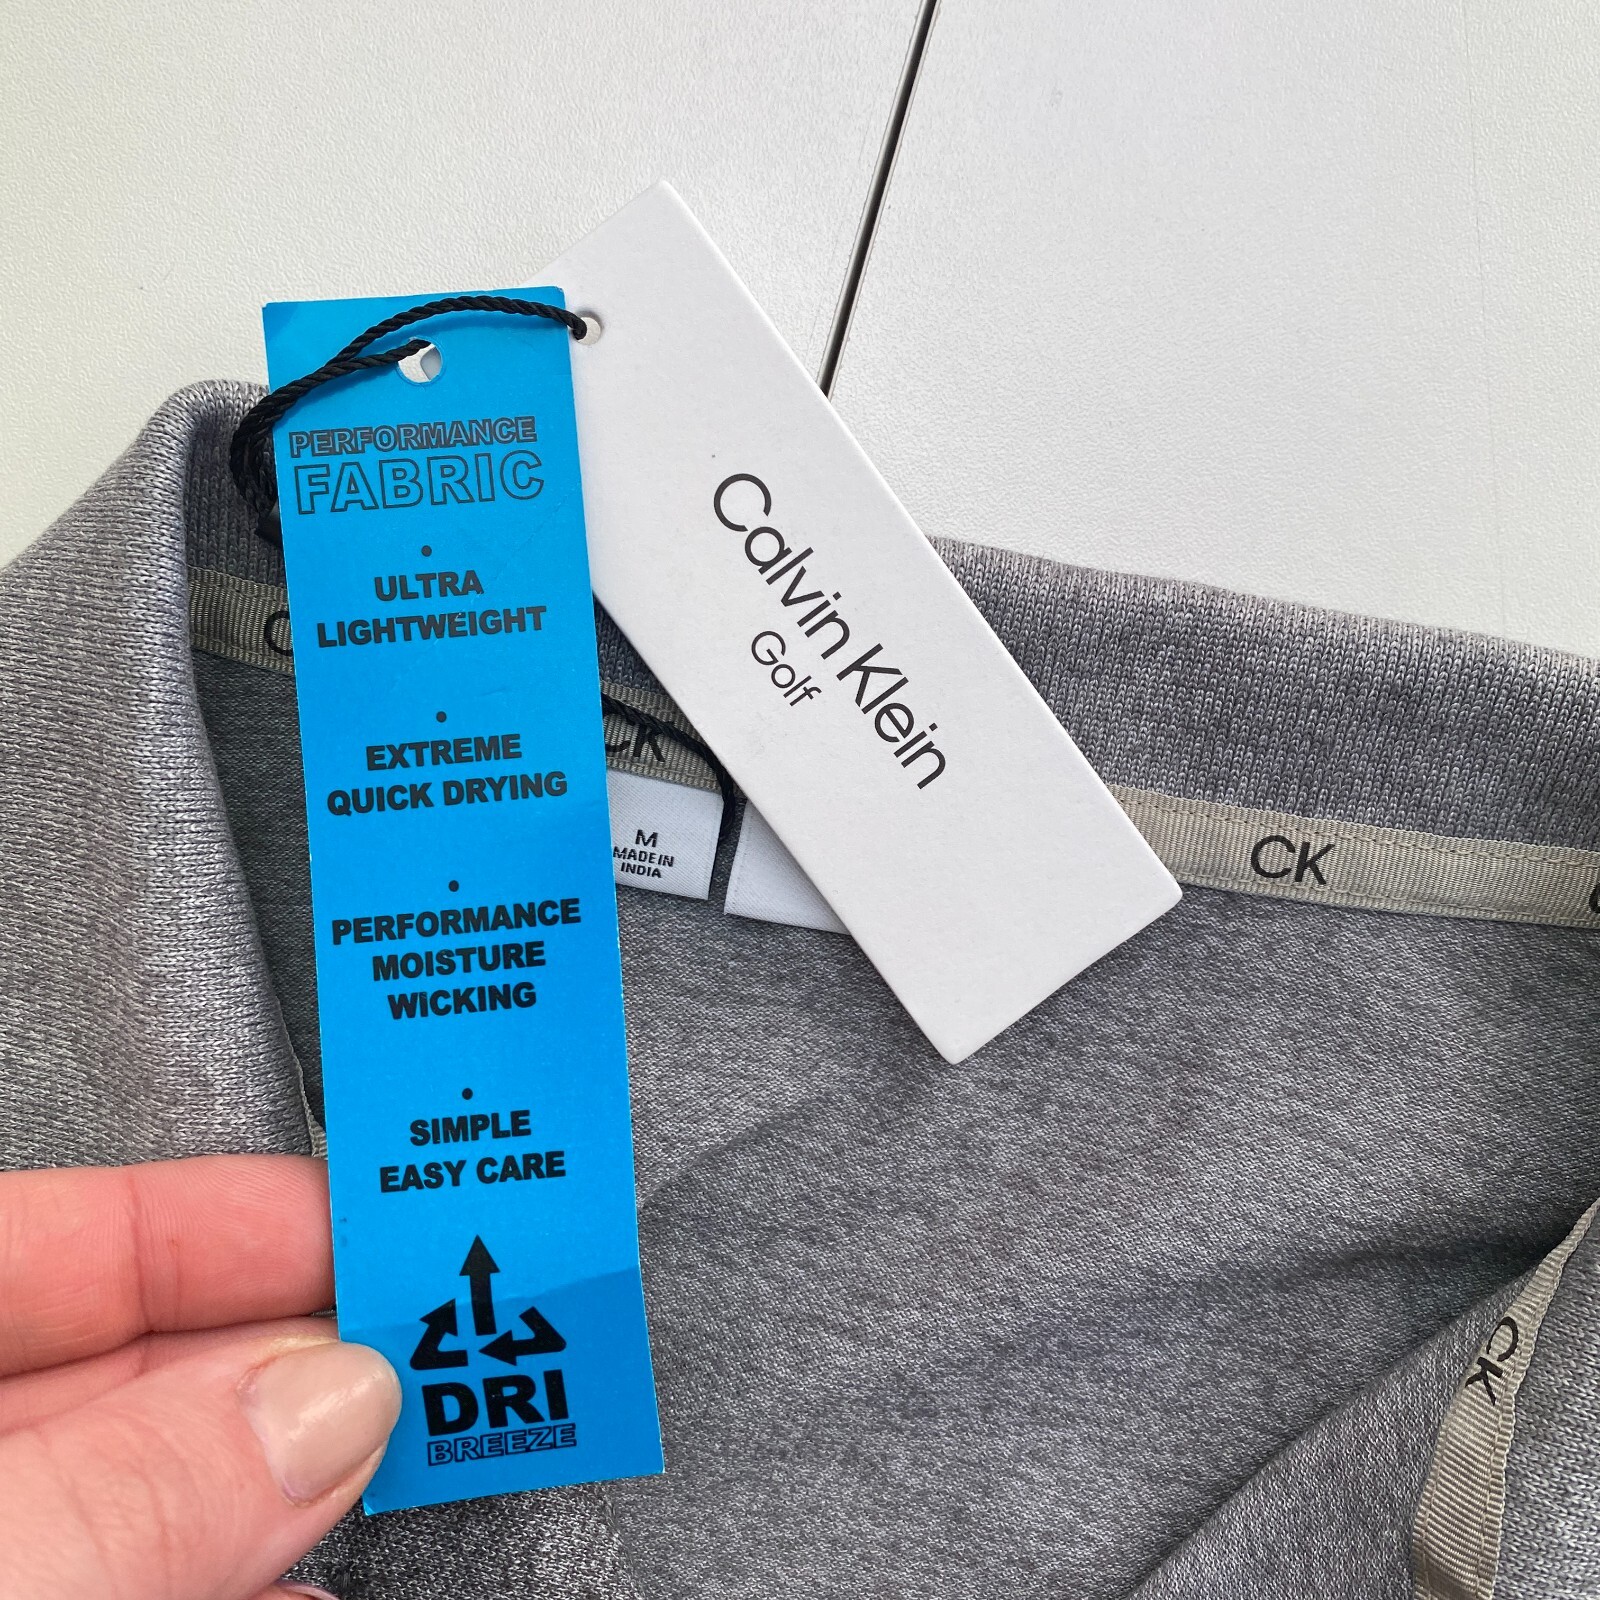 PERFORMANCE
FABRIC
• ULTRA
LIGHTWEIGHT
• EXTREME
QUICK DRYING
• PERFORMANCE
MOISTURE
WICKING
• SIMPLE
EASY CARE
DRI
BREEZE
Calvin Klein
Golf
CK
M
MADE IN
INDIA
CK
CK